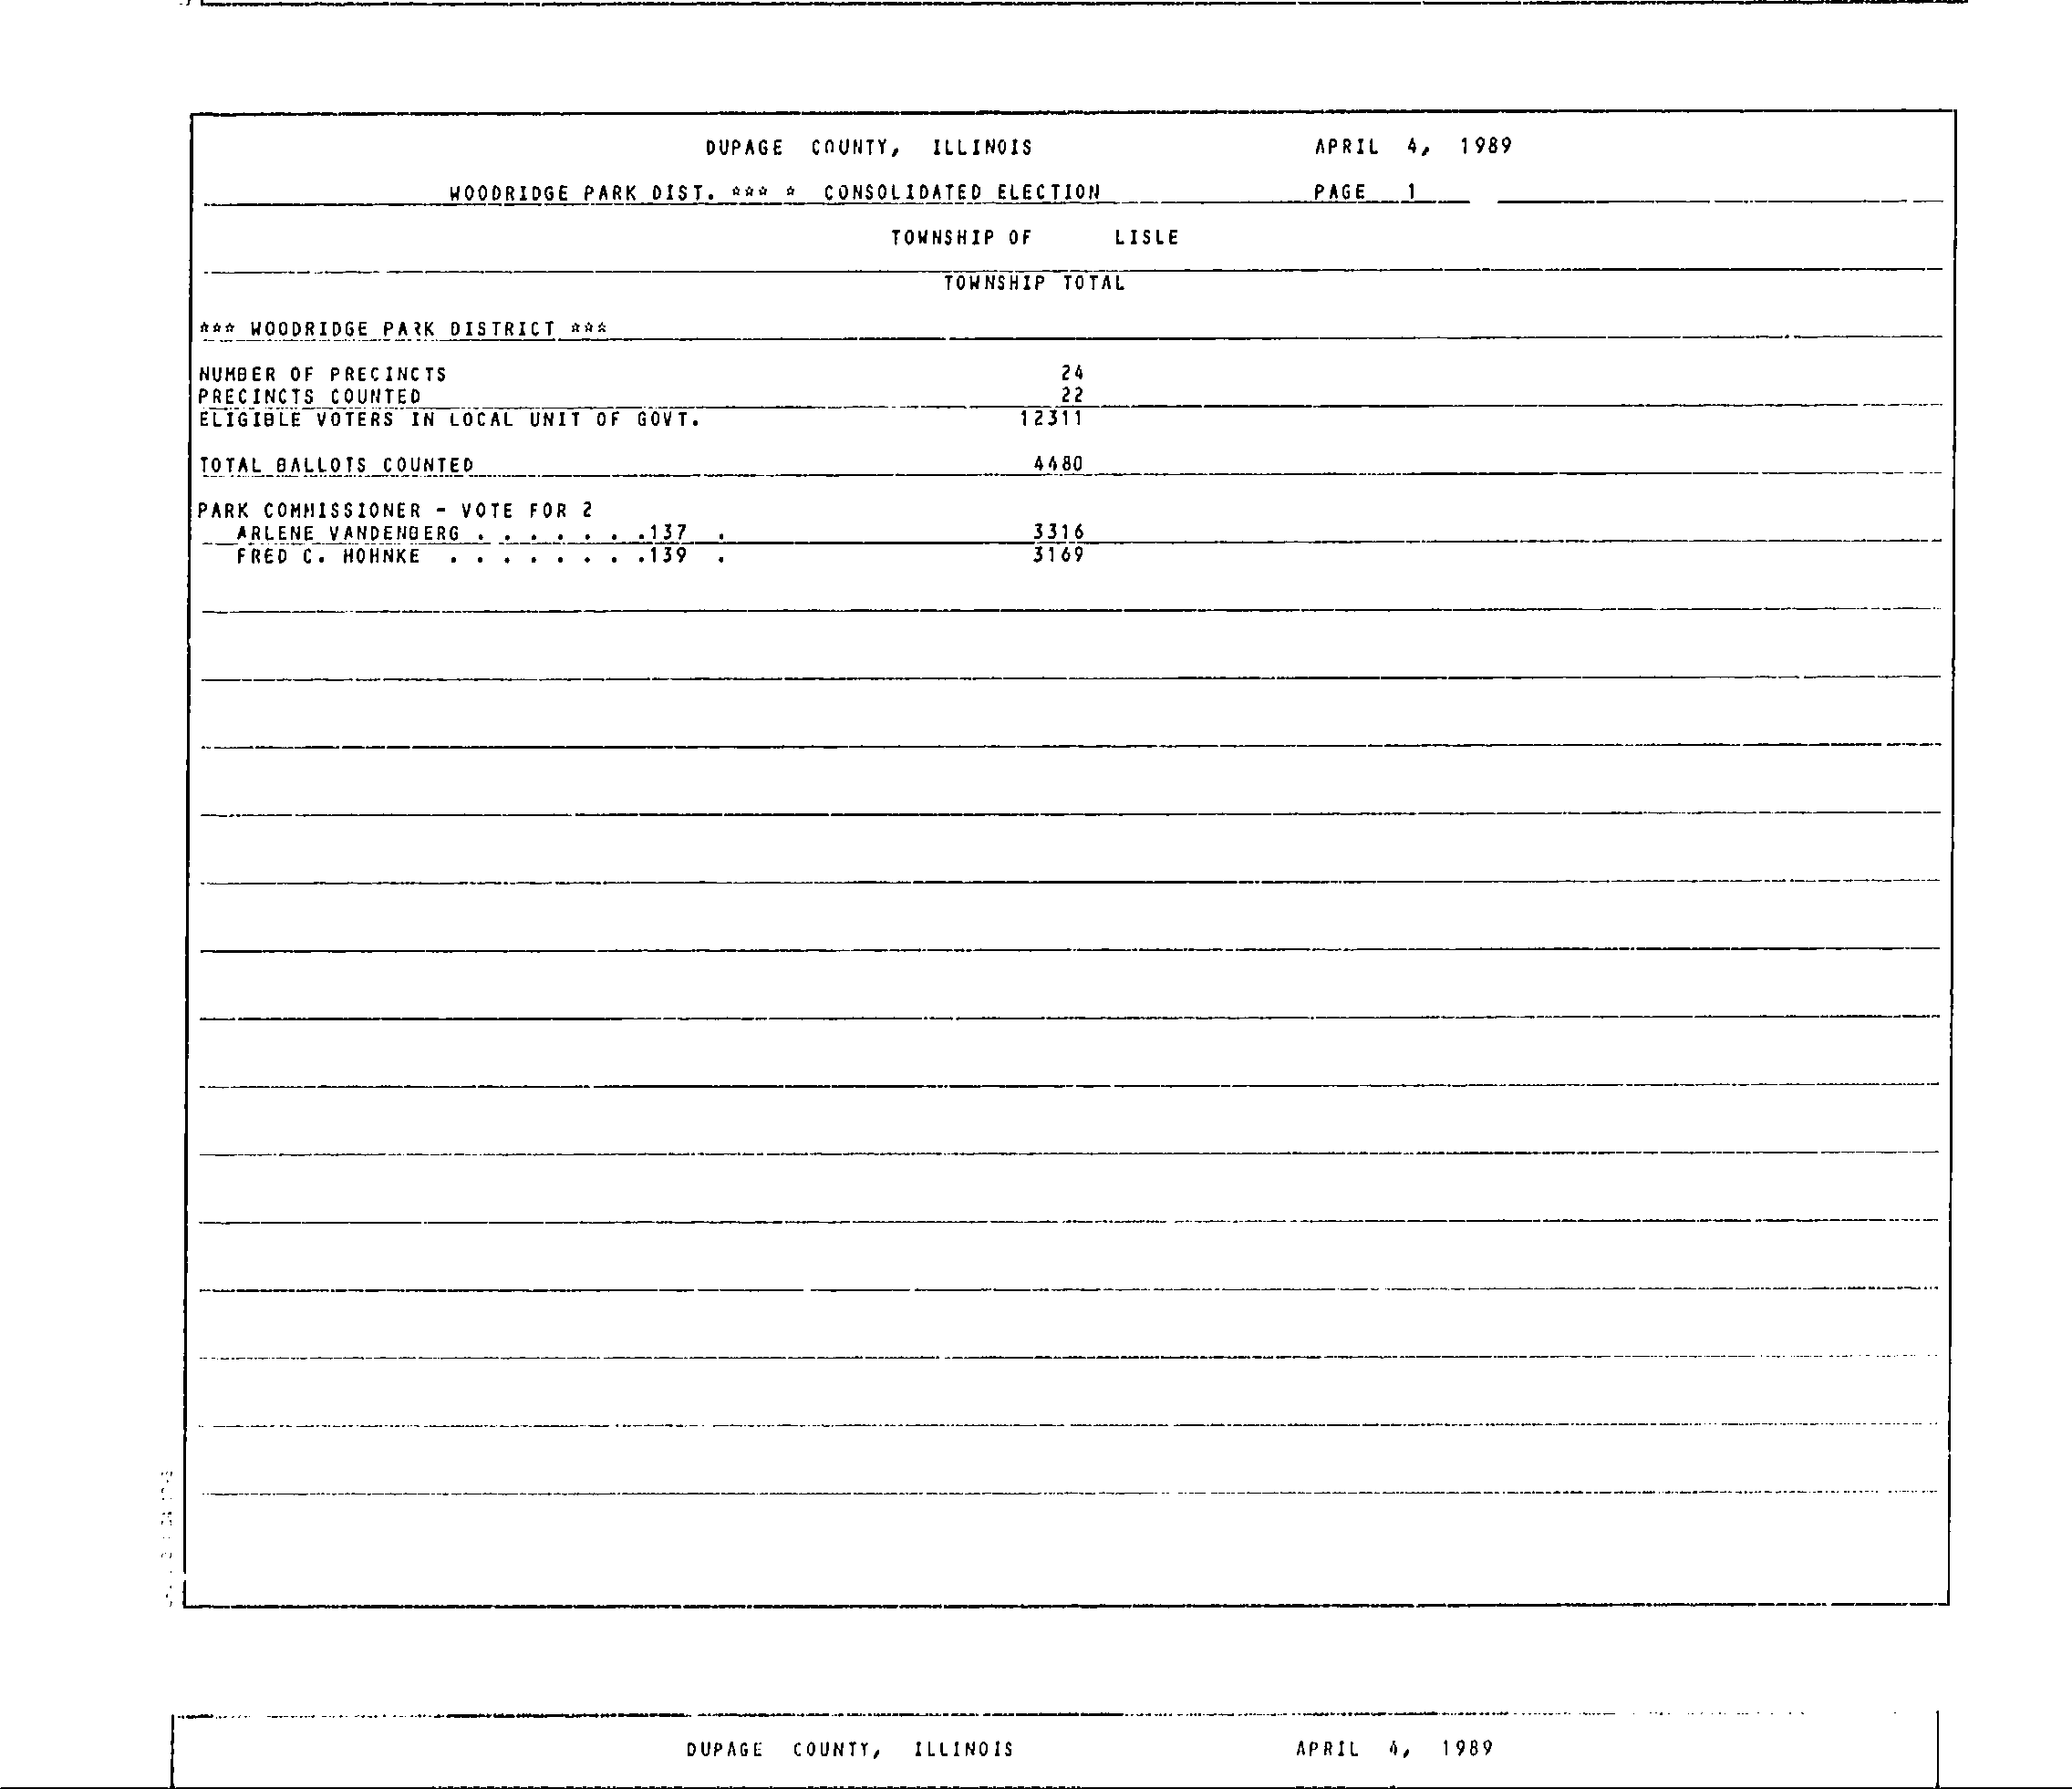 DUPAGE COUNTY, ILLINOIS APRIL 4, 1989
WOODRIDGE PARK DIST. *** * CONSOLIDATED ELECTION PAGE 1
TOWNSHIP OF LISLE
TOWNSHIP TOTAL
*** WOODRIDGE PARK DISTRICT ***
NUMBER OF PRECINCTS 24
PRECINCTS COUNTED 22
ELIGIBLE VOTERS IN LOCAL UNIT OF GOVT. 12311
TOTAL BALLOTS COUNTED 4480
PARK COMMISSIONER - VOTE FOR 2
ARLENE VANDENBERG . . . . . . .137 . 3316
FRED C. HOHNKE . . . . . . . .139 . 3169
DUPAGE COUNTY, ILLINOIS APRIL 4, 1989